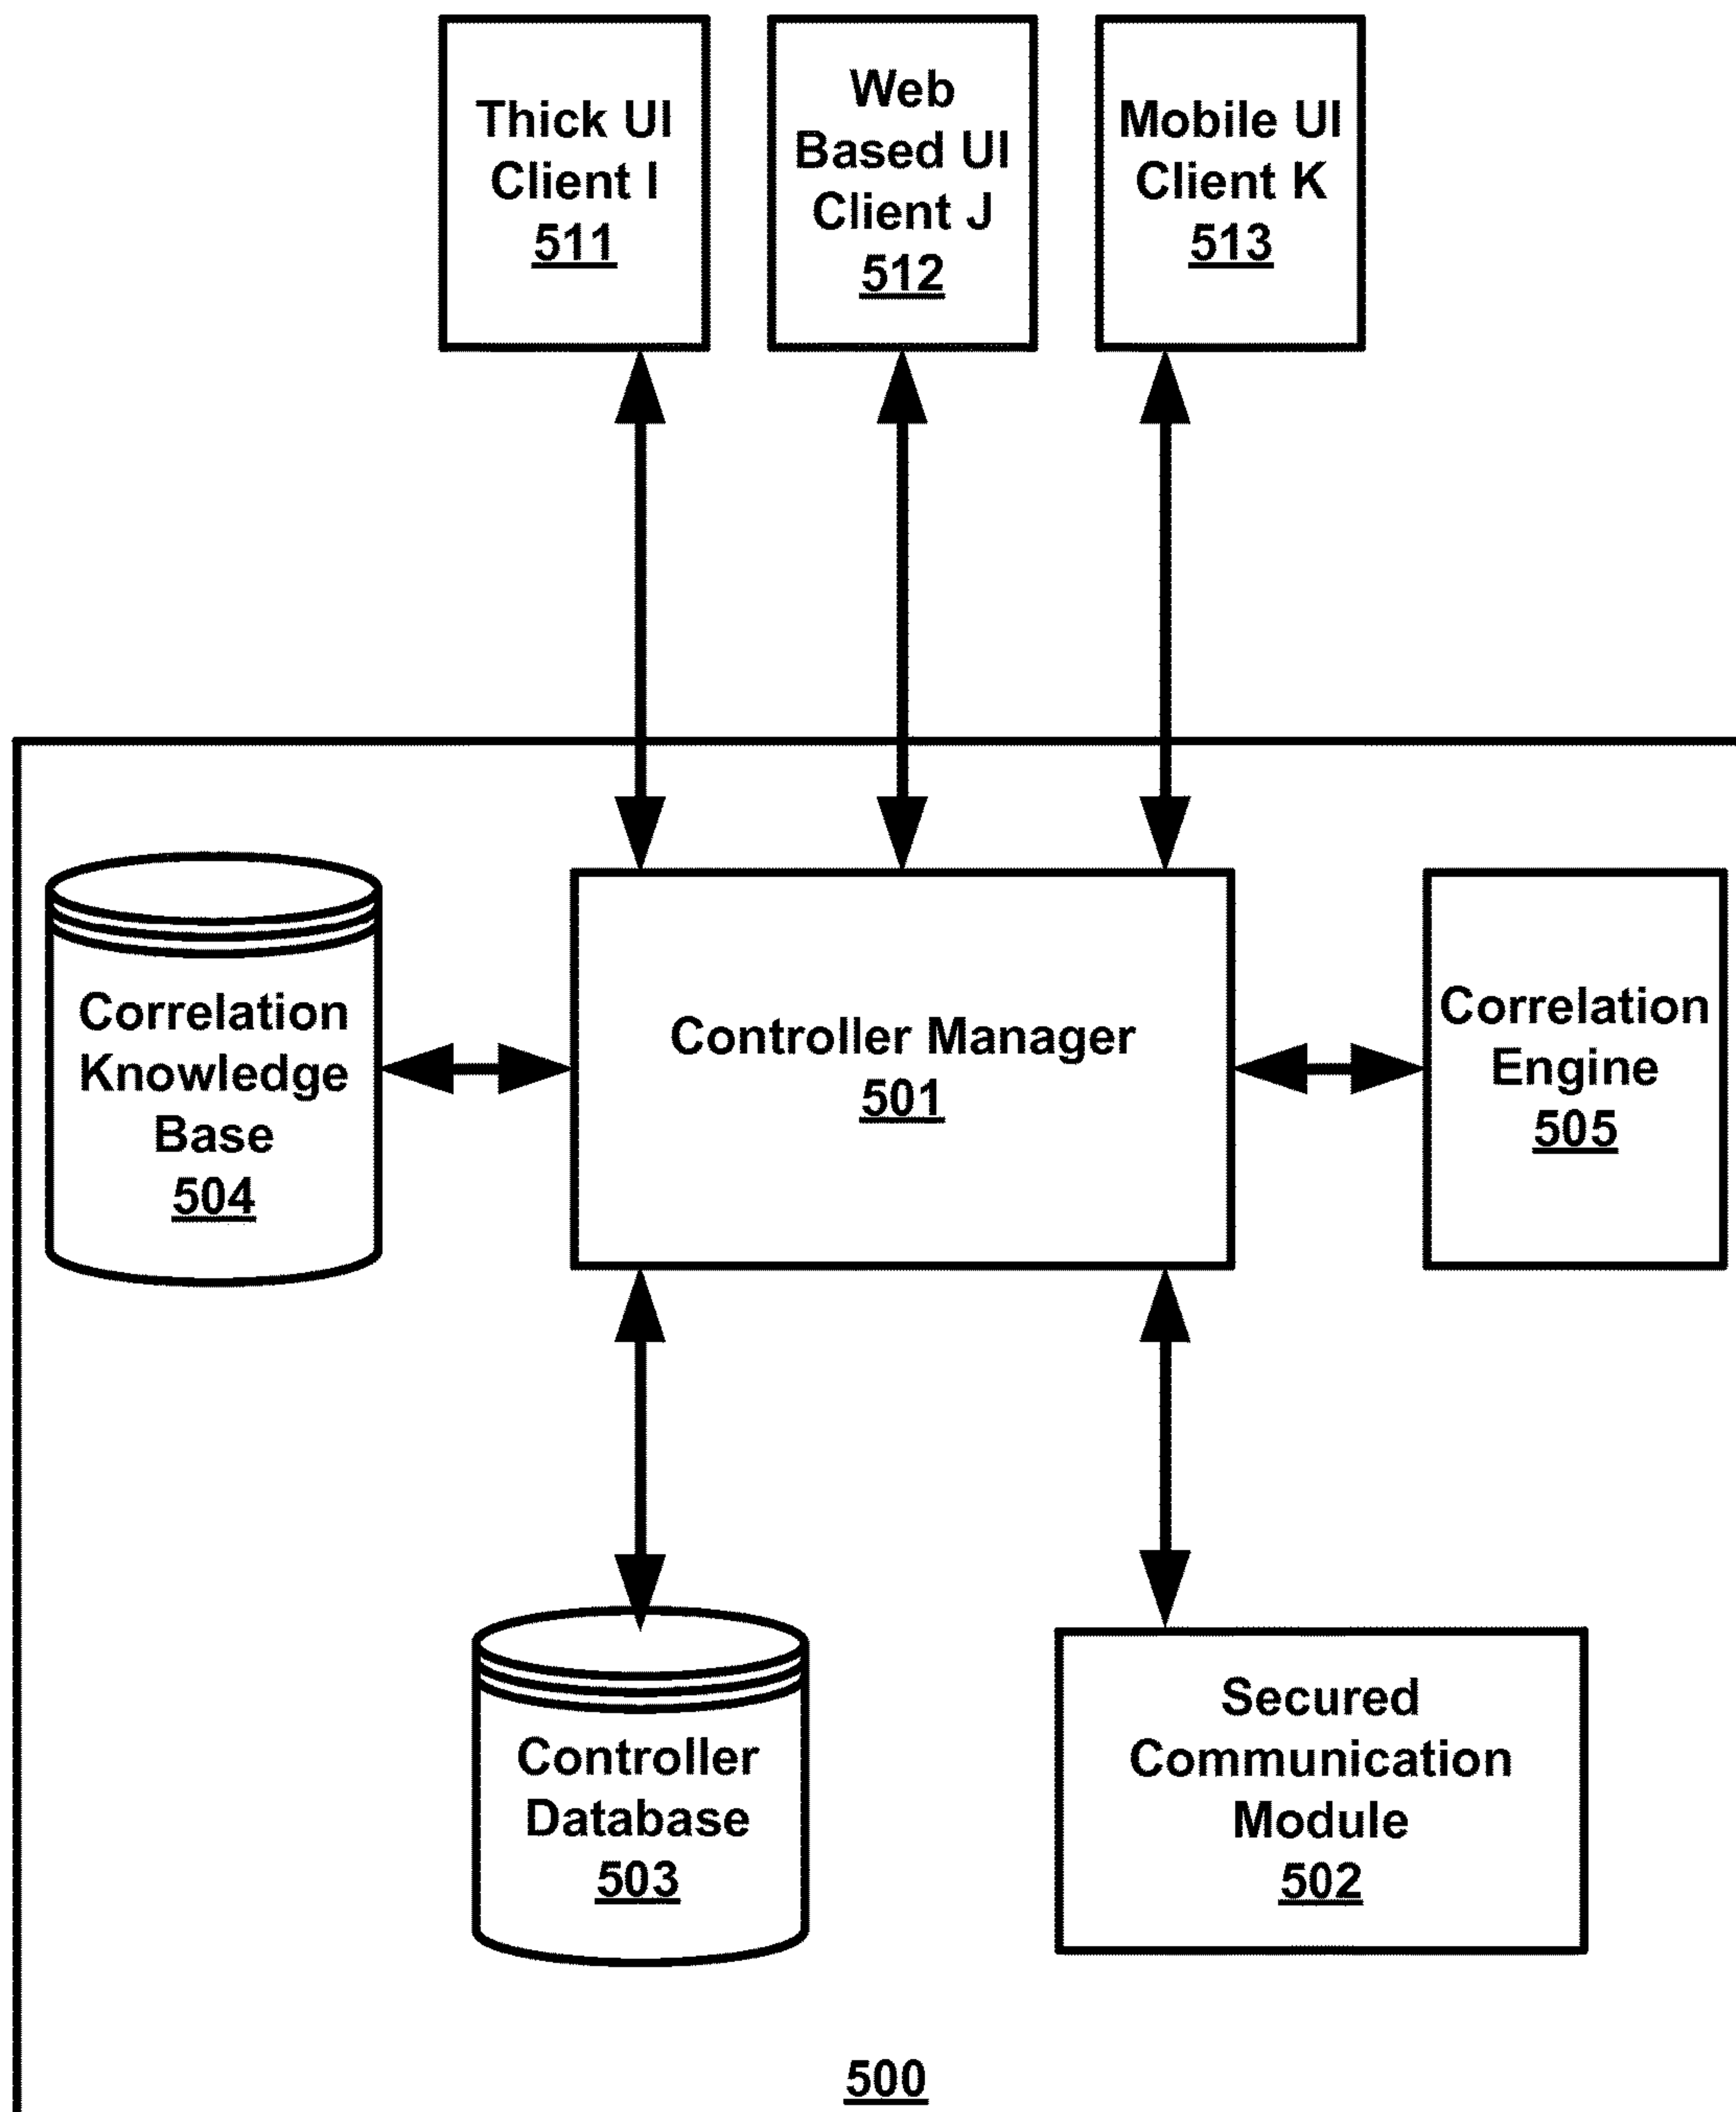 Thick UI
Client I
511
Web
Based UI
Client J
512
Mobile UI
Client K
513
Correlation
Knowledge
Base
504
Controller Manager
501
Correlation
Engine
505
Controller
Database
503
Secured
Communication
Module
502
500